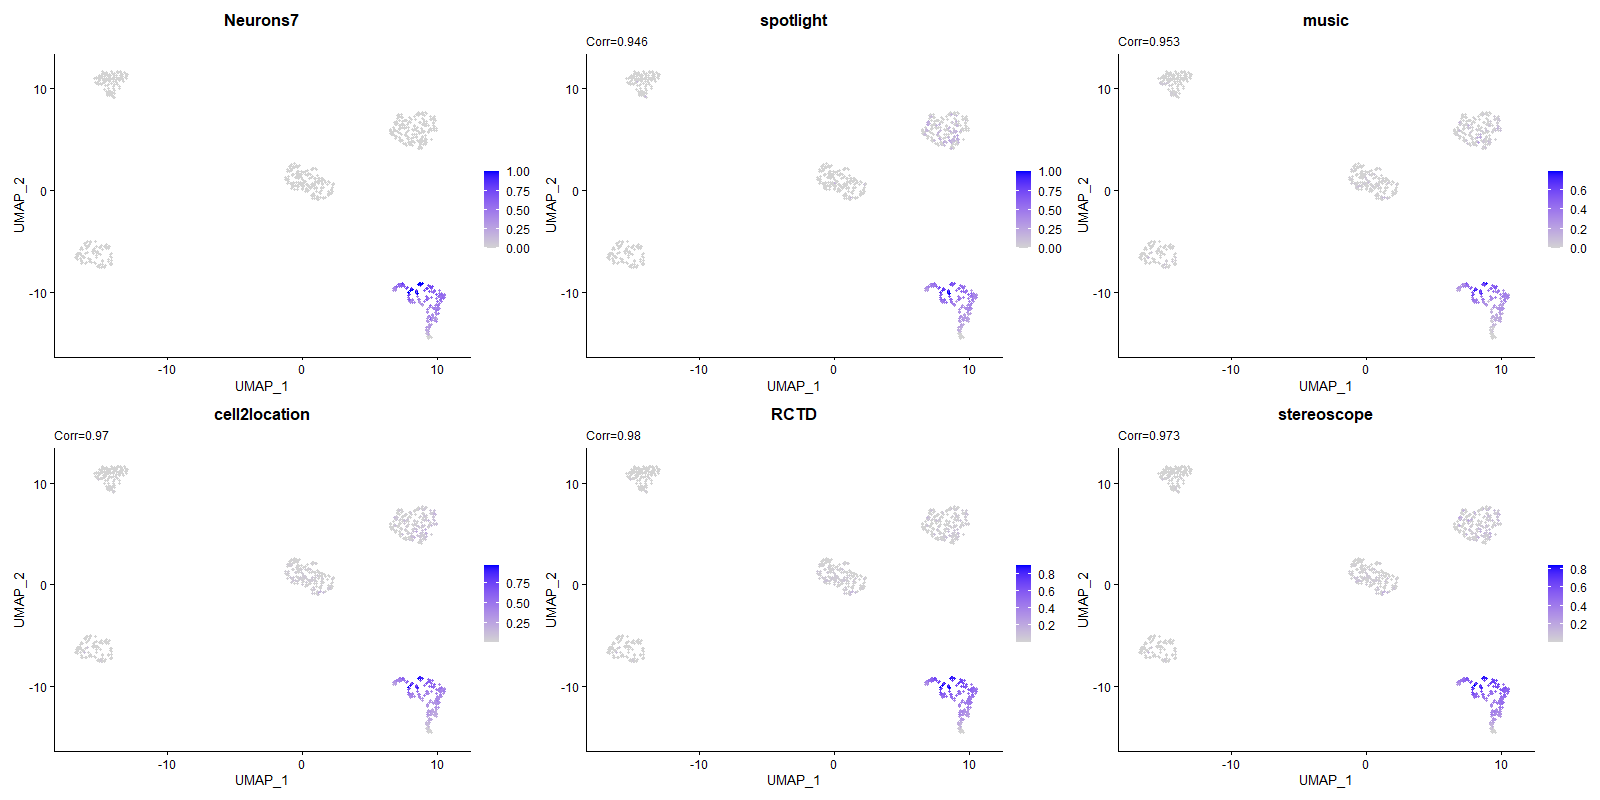 Neurons7
10
0
-10
UMAP_2
-10
0
10
UMAP_1
1.00
0.75
0.50
0.25
0.00
spotlight
Corr=0.946
10
0
-10
UMAP_2
-10
0
10
UMAP_1
1.00
0.75
0.50
0.25
0.00
music
Corr=0.953
10
0
-10
UMAP_2
-10
0
10
UMAP_1
0.6
0.4
0.2
0.0
cell2location
Corr=0.97
10
0
-10
UMAP_2
-10
0
10
UMAP_1
0.75
0.50
0.25
RCTD
Corr=0.98
10
0
-10
UMAP_2
-10
0
10
UMAP_1
0.8
0.6
0.4
0.2
stereoscope
Corr=0.973
10
0
-10
UMAP_2
-10
0
10
UMAP_1
0.8
0.6
0.4
0.2